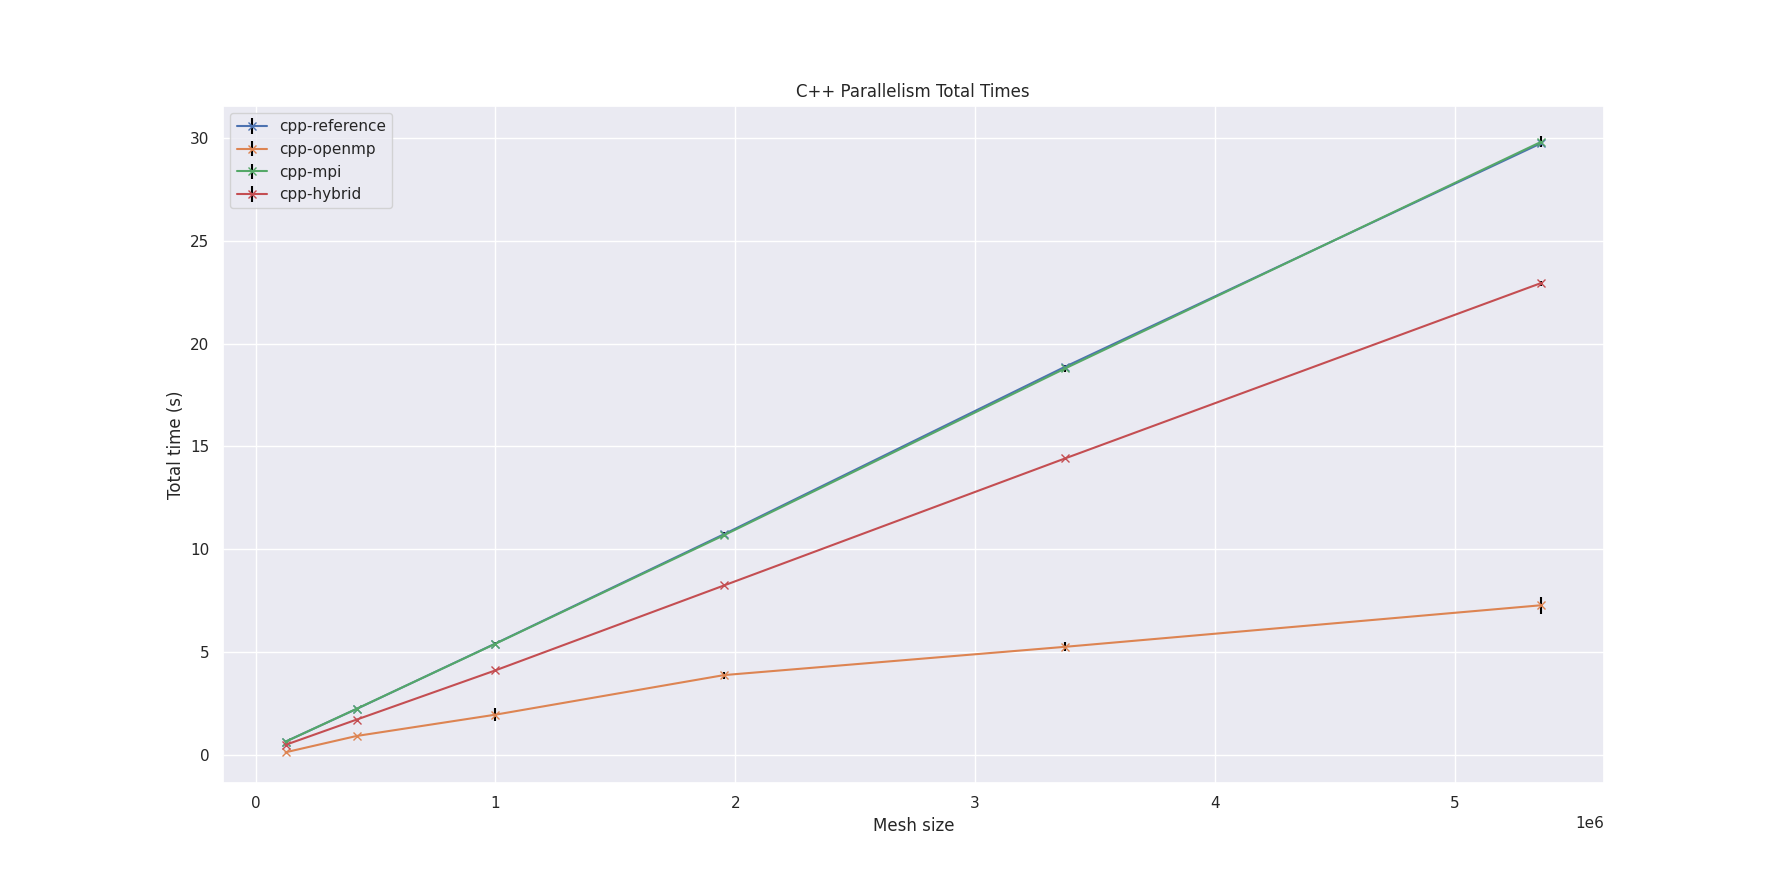 C++ Parallelism Total Times
cpp-reference
cpp-openmp
cpp-mpi
cpp-hybrid
30
25
20
15
10
5
0
Total time (s)
0 1 2 3 4 5
1e6
Mesh size